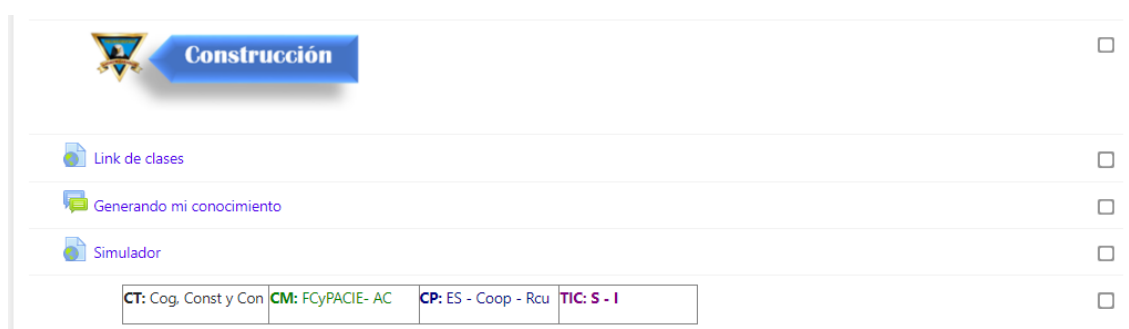 Construcción
Link de clases
Generando mi conocimiento
Simulador
CT: Cog, Const y Con CM: FCyPACIE- AC CP: ES - Coop - Rcu TIC: S - I